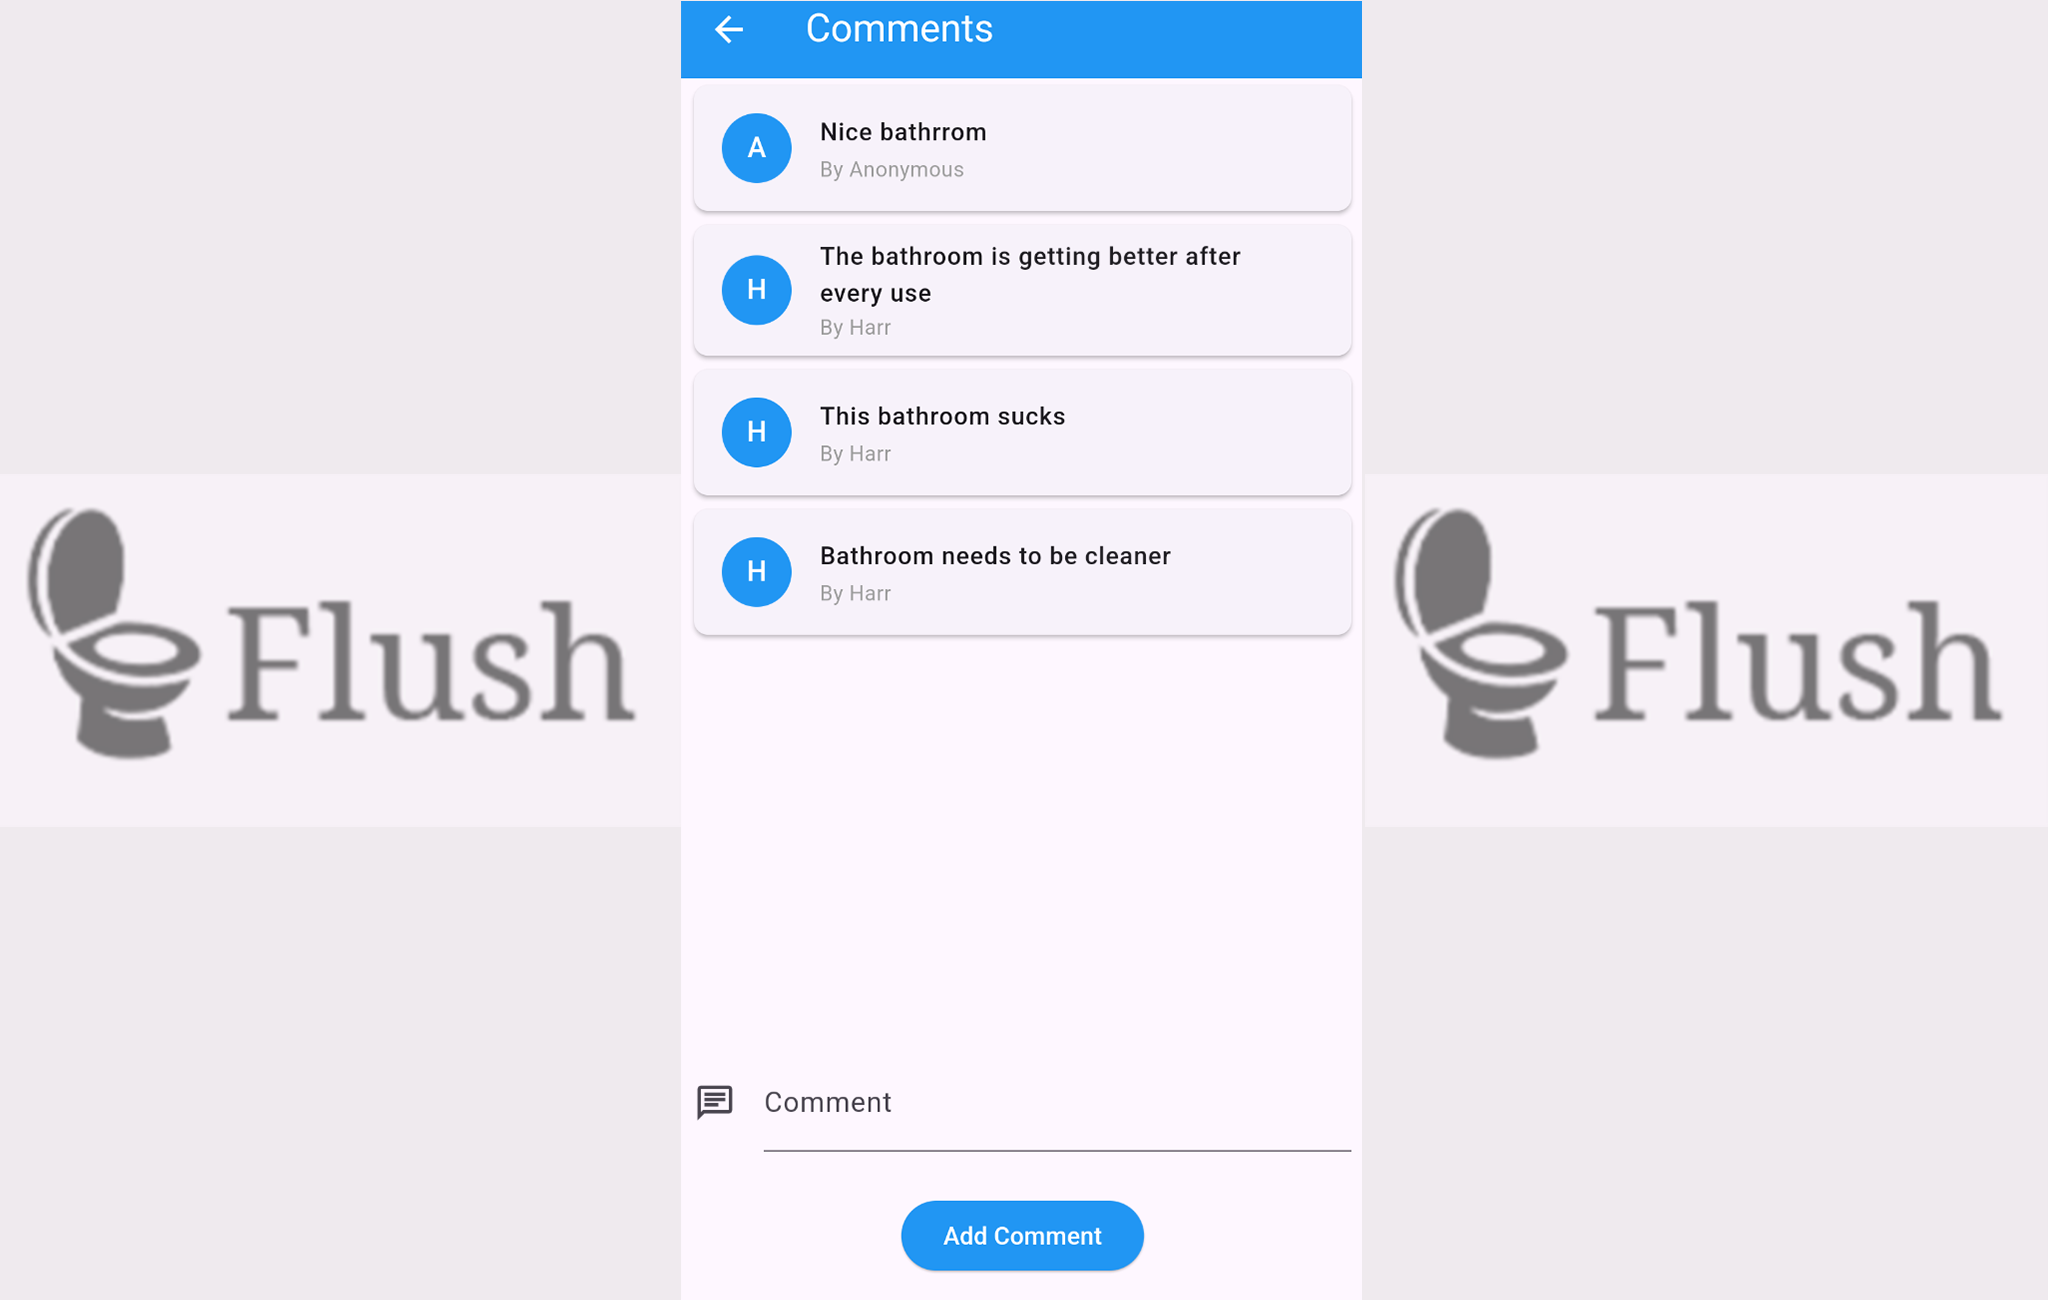 Comments
A
Nice bathrrom
By Anonymous
H
The bathroom is getting better after
every use
By Harr
H
This bathroom sucks
By Harr
H
Bathroom needs to be cleaner
By Harr
Flush
Flush
Comment
Add Comment